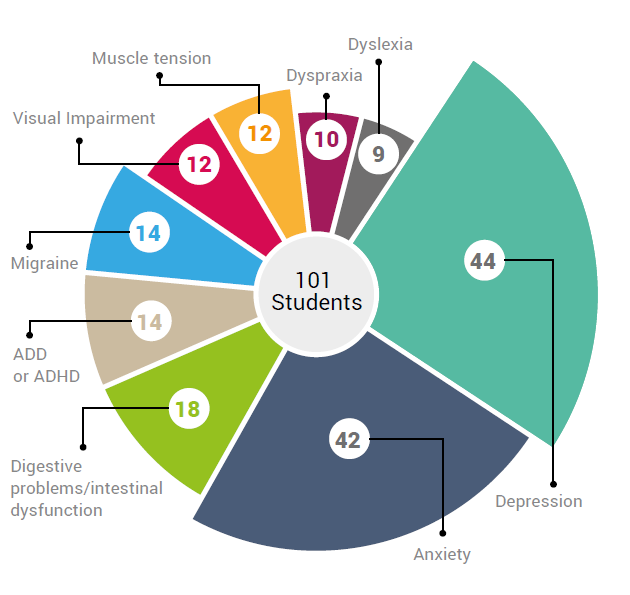 Dyslexia
Muscle tension
Dyspraxia
Visual Impairment
12
10
9
12
14
Migraine
44
101
Students
14
ADD
or ADHD
18
42
Digestive
problems/intestinal
dysfunction
Depression
Anxiety